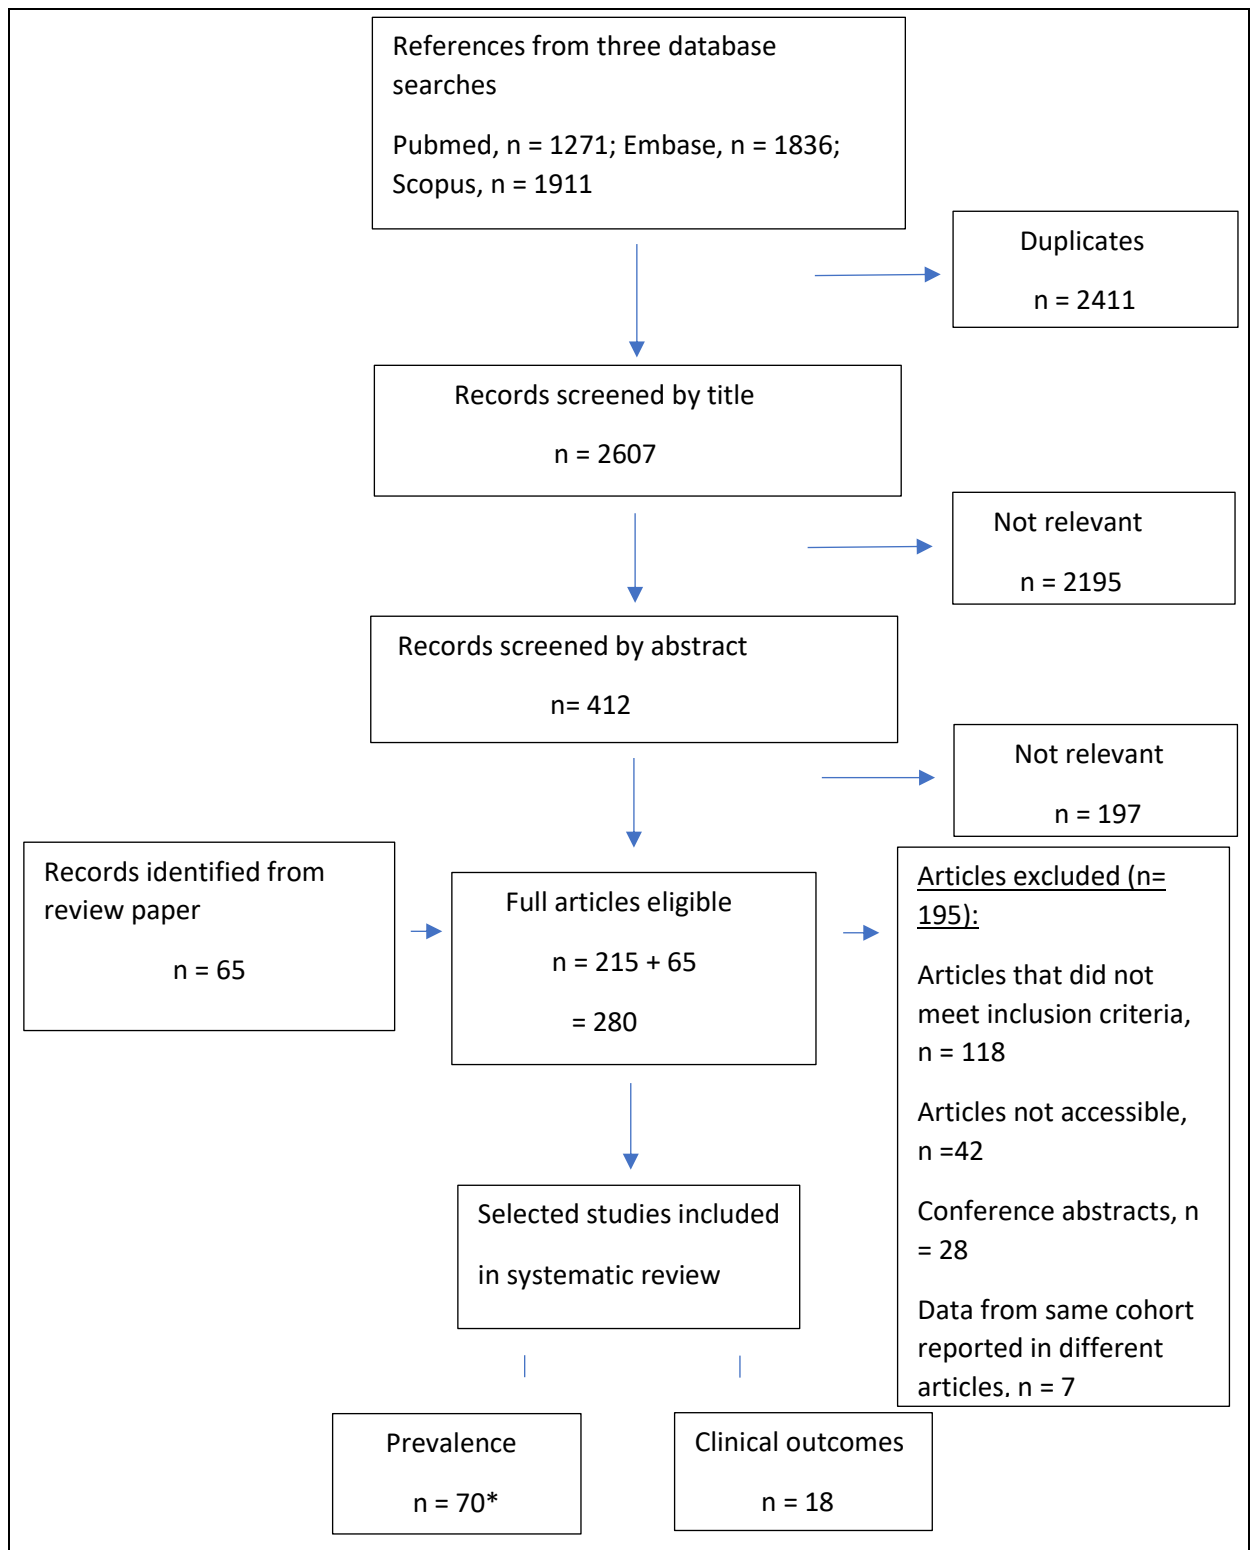 References from three database
searches
Pubmed, n = 1271; Embase, n = 1836;
Scopus, n = 1911
Duplicates
n = 2411
Records screened by title
n = 2607
Not relevant
n = 2195
Records screened by abstract
n= 412
Not relevant
n = 197
Records identified from
review paper
n = 65
Full articles eligible
n = 215 + 65
= 280
Articles excluded (n=
195):
Articles that did not
meet inclusion criteria,
n = 118
Articles not accessible,
n =42
Conference abstracts, n
= 28
Data from same cohort
reported in different
articles, n = 7
Selected studies included
in systematic review
Prevalence
n = 70*
Clinical outcomes
n = 18